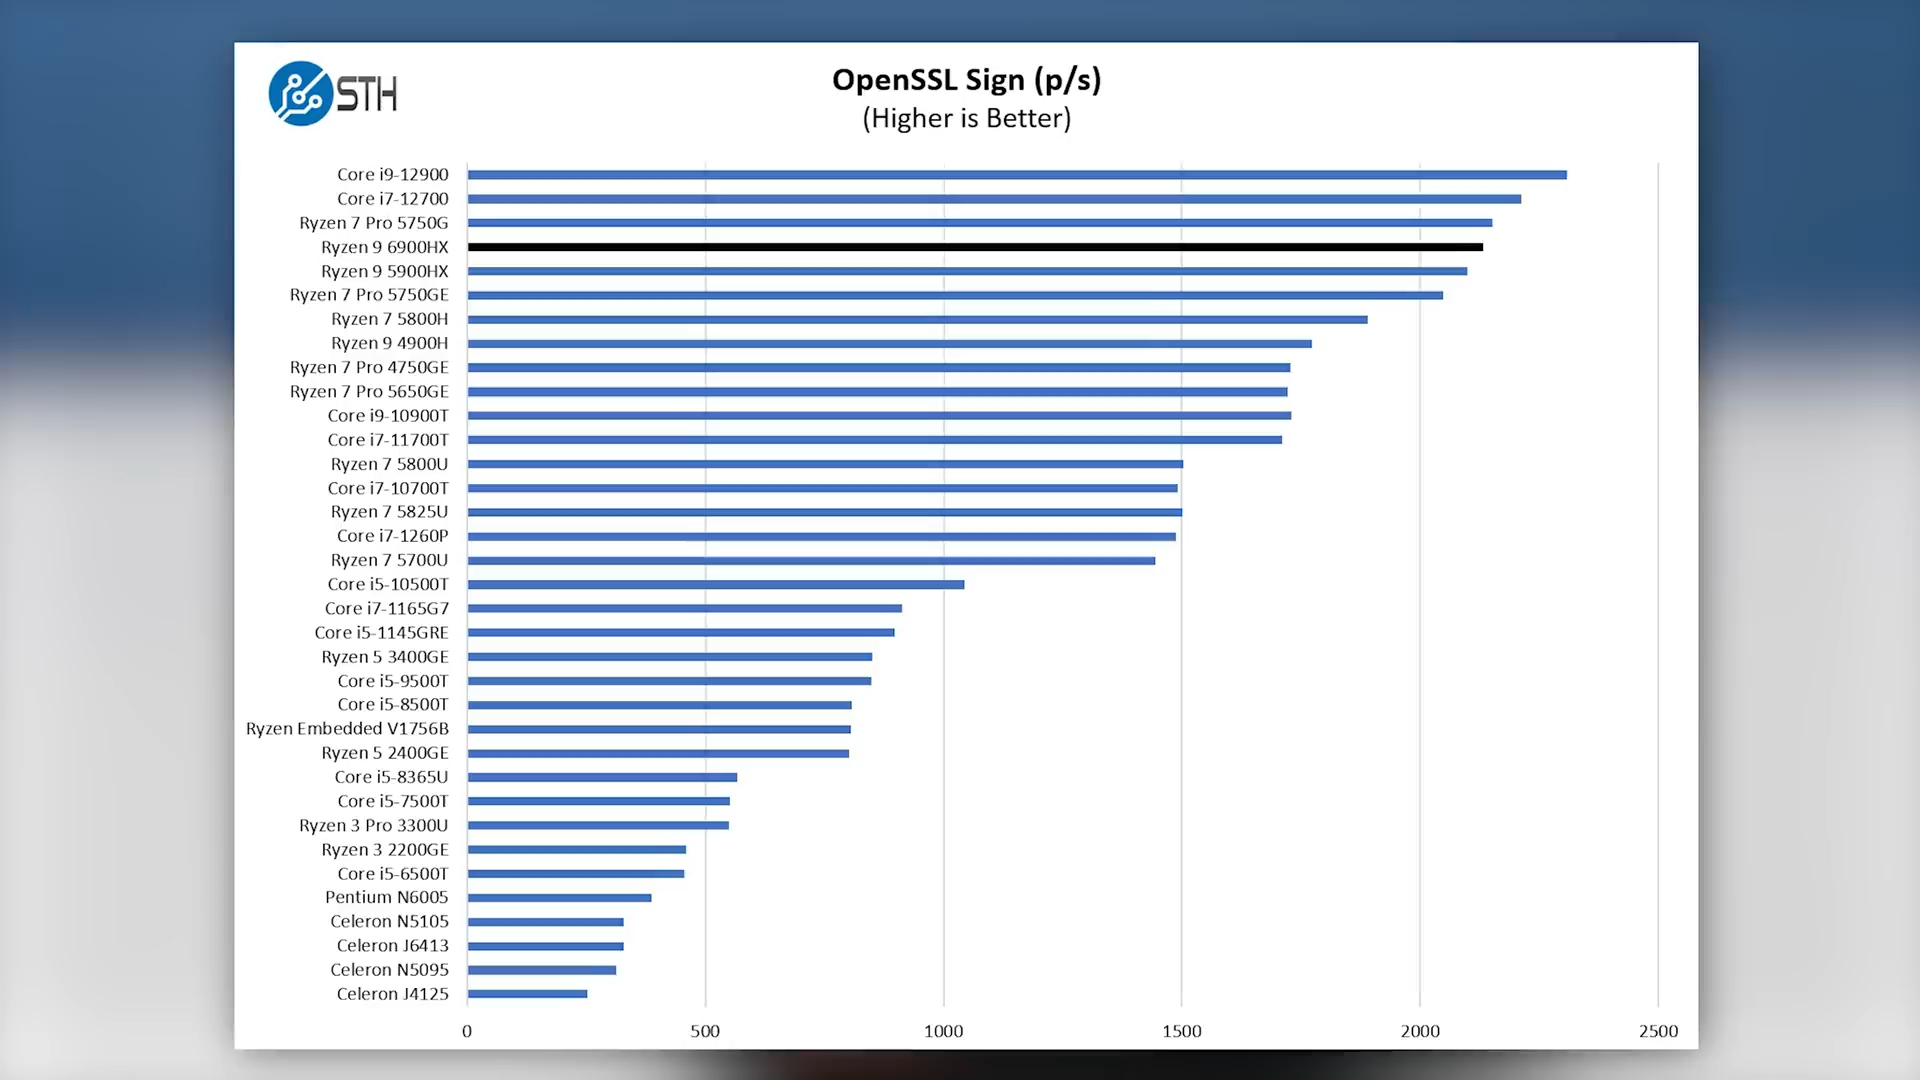 STH
OpenSSL Sign (p/s)
(Higher is Better)
Core i9-12900
Core i7-12700
Ryzen 7 Pro 5750G
Ryzen 9 6900HX
Ryzen 9 5900HX
Ryzen 7 Pro 5750GE
Ryzen 7 5800H
Ryzen 9 4900H
Ryzen 7 Pro 4750GE
Ryzen 7 Pro 5650GE
Core i9-10900T
Core i7-11700T
Ryzen 7 5800U
Core i7-10700T
Ryzen 7 5825U
Core i7-1260P
Ryzen 7 5700U
Core i5-10500T
Core i7-1165G7
Core i5-1145GRE
Ryzen 5 3400GE
Core i5-9500T
Core i5-8500T
Ryzen Embedded V1756B
Ryzen 5 2400GE
Core i5-8365U
Core i5-7500T
Ryzen 3 Pro 3300U
Ryzen 3 2200GE
Core i5-6500T
Pentium N6005
Celeron N5105
Celeron J6413
Celeron N5095
Celeron J4125
0 500 1000 1500 2000 2500